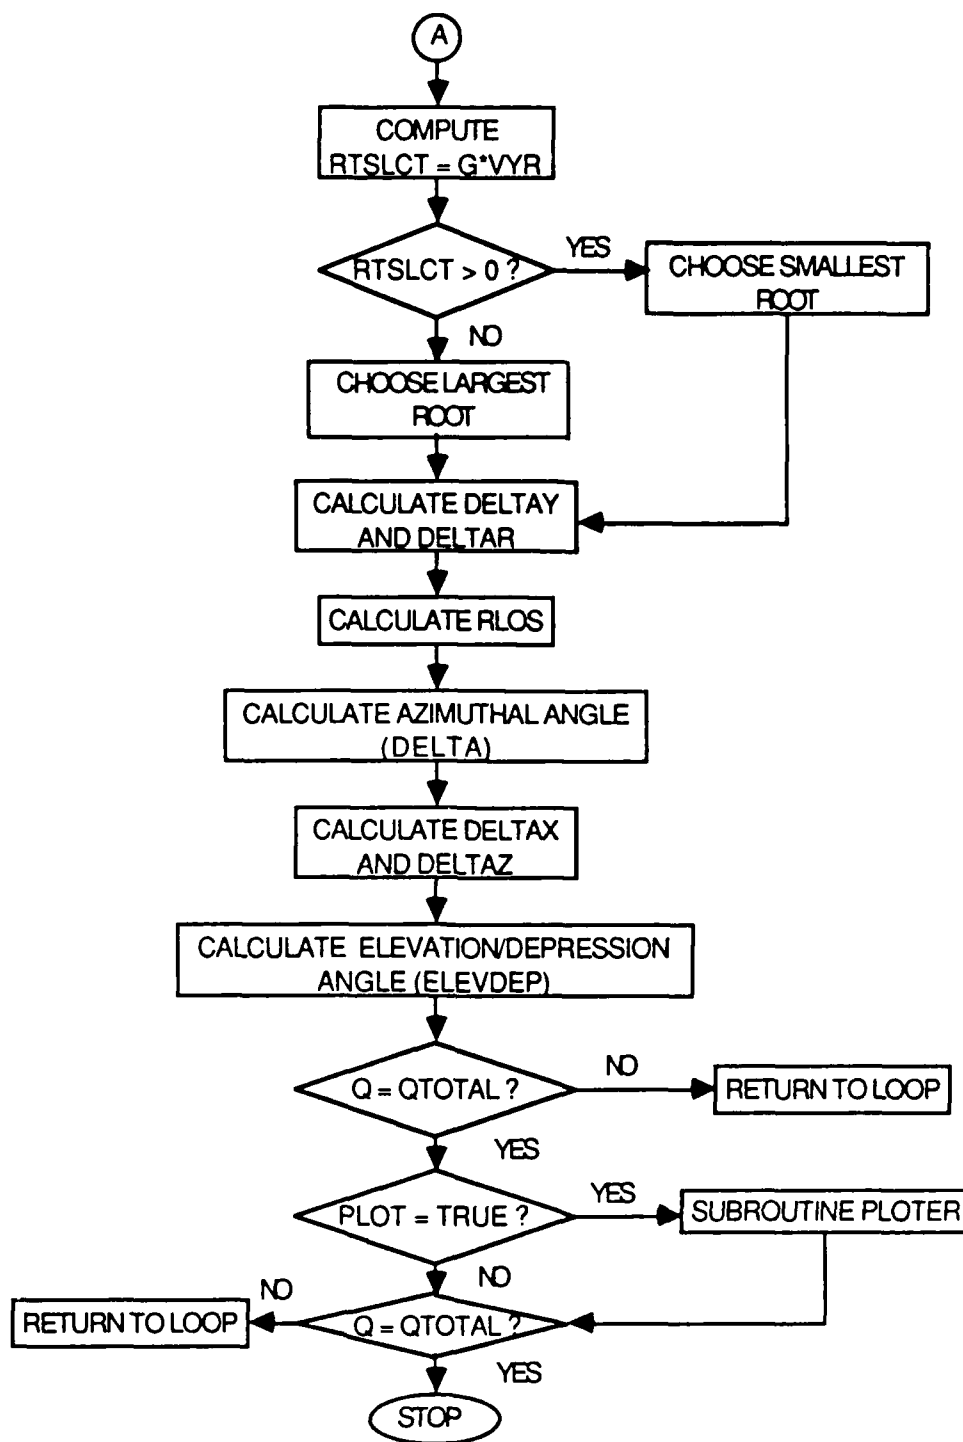 A
COMPUTE
RTSLCT = G*VYR
RTSLCT > 0 ?
YES
CHOOSE SMALLEST
ROOT
NO
CHOOSE LARGEST
ROOT
CALCULATE DELTAY
AND DELTAR
CALCULATE RLOS
CALCULATE AZIMUTHAL ANGLE
(DELTA)
CALCULATE DELTAX
AND DELTAZ
CALCULATE ELEVATION/DEPRESSION
ANGLE (ELEVDEP)
Q = QTOTAL ?
NO
RETURN TO LOOP
YES
PLOT = TRUE ?
YES
SUBROUTINE PLOTER
NO
NO
RETURN TO LOOP
Q = QTOTAL ?
YES
STOP